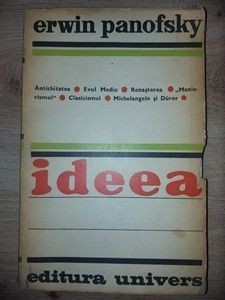 erwin panofsky
Antichitatea ● Evul Mediu ● Renașterea ● „Manie-
rismul” ● Clasicismul ● Michelangelo și Dürer ●
ideea
editura univers